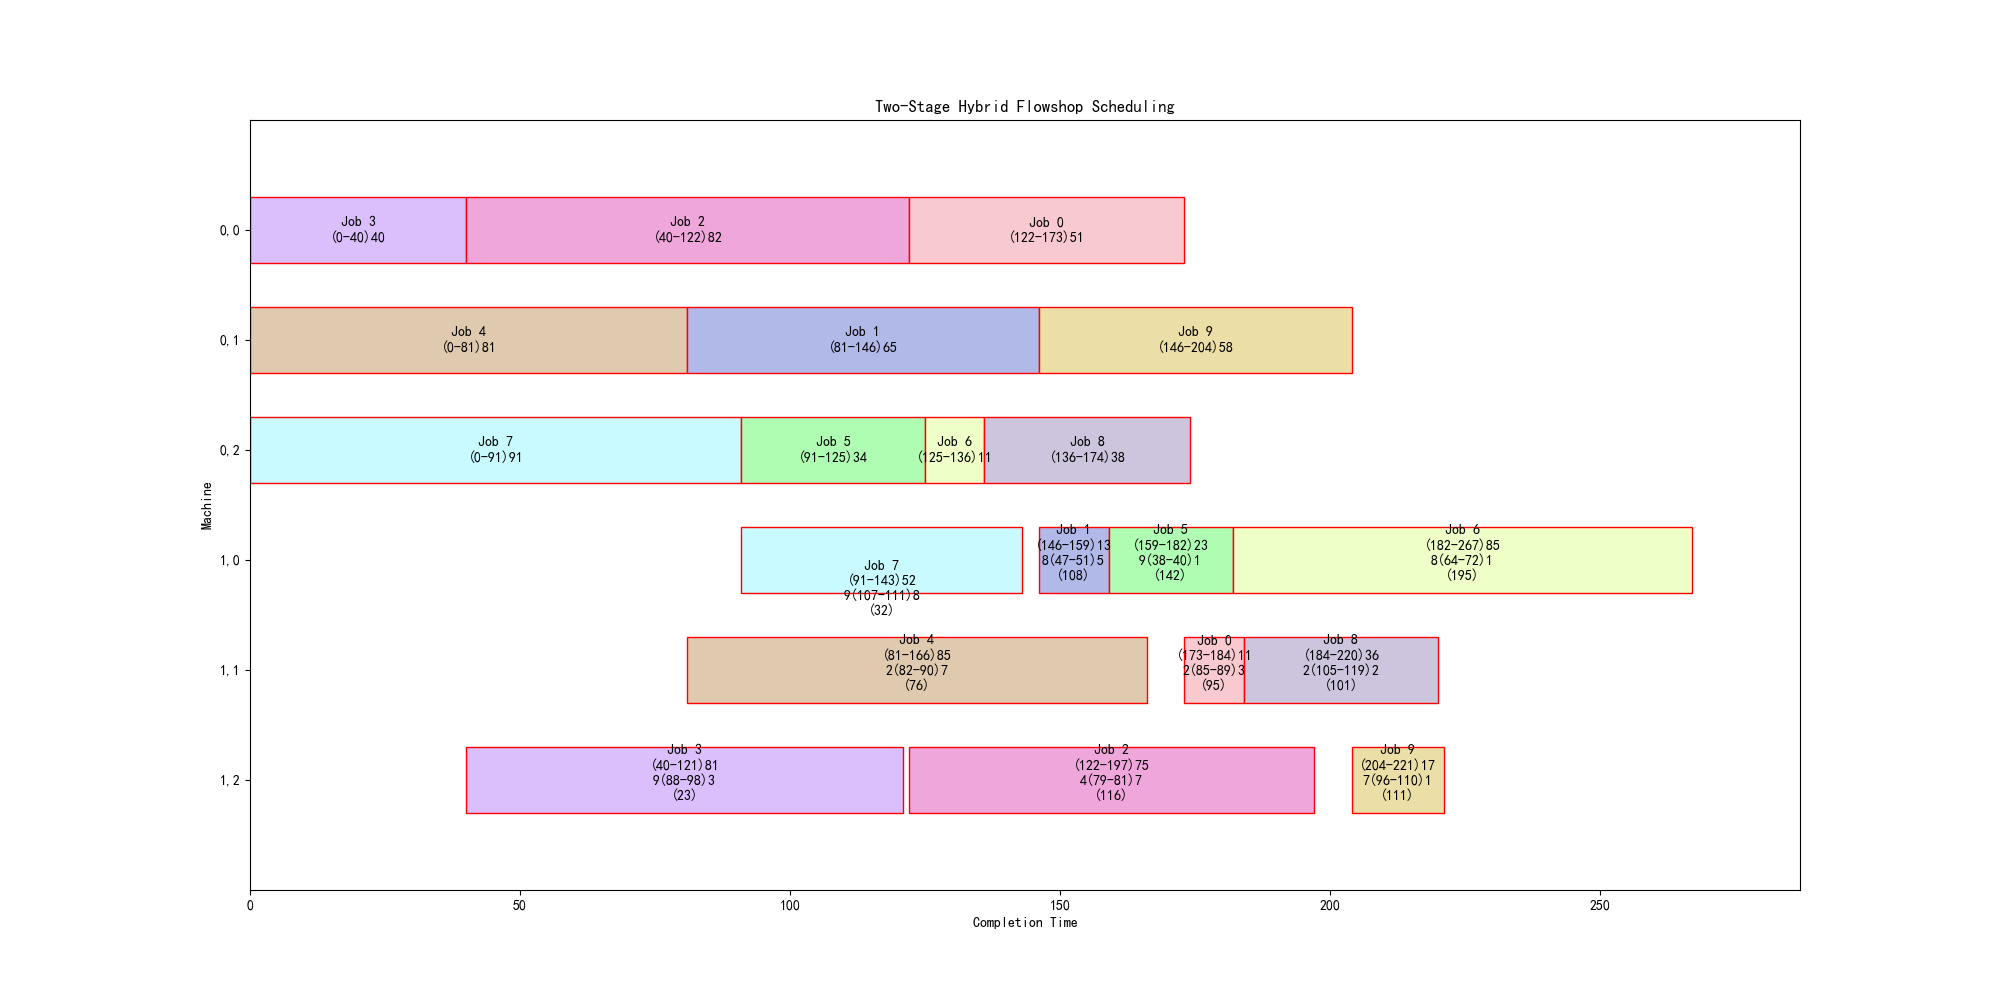 Two-Stage Hybrid Flowshop Scheduling
0,0
Job 3
(0-40)40
Job 2
(40-122)82
Job 0
(122-173)51
0,1
Job 4
(0-81)81
Job 1
(81-146)65
Job 9
(146-204)58
0,2
Job 7
(0-91)91
Job 5
(91-125)34
Job 6
(125-136)11
Job 8
(136-174)38
Machine
1,0
Job 7
(91-143)52
9(107-111)8
(32)
Job 1
(146-159)13
8(47-51)5
(108)
Job 5
(159-182)23
9(38-40)1
(142)
Job 6
(182-267)85
8(64-72)1
(195)
1,1
Job 4
(81-166)85
2(82-90)7
(76)
Job 0
(173-184)11
2(85-89)3
(95)
Job 8
(184-220)36
2(105-119)2
(101)
1,2
Job 3
(40-121)81
9(88-98)3
(23)
Job 2
(122-197)75
4(79-81)7
(116)
Job 9
(204-221)17
7(96-110)1
(111)
0
50
100
150
200
250
Completion Time